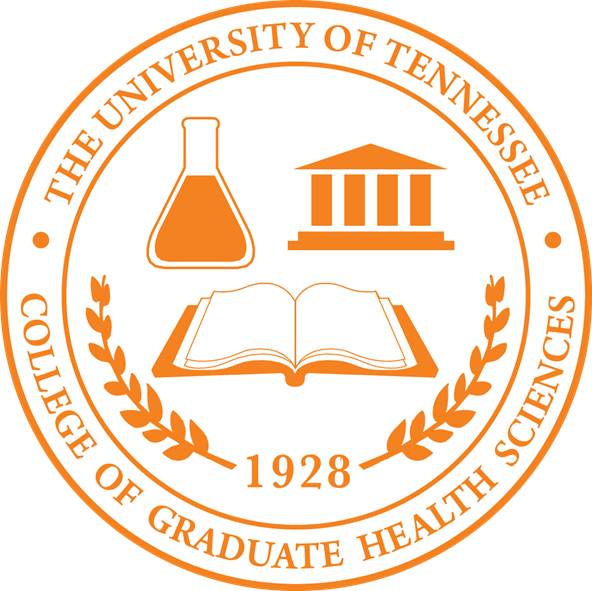 THE UNIVERSITY OF TENNESSEE
COLLEGE OF GRADUATE HEALTH SCIENCES
1928